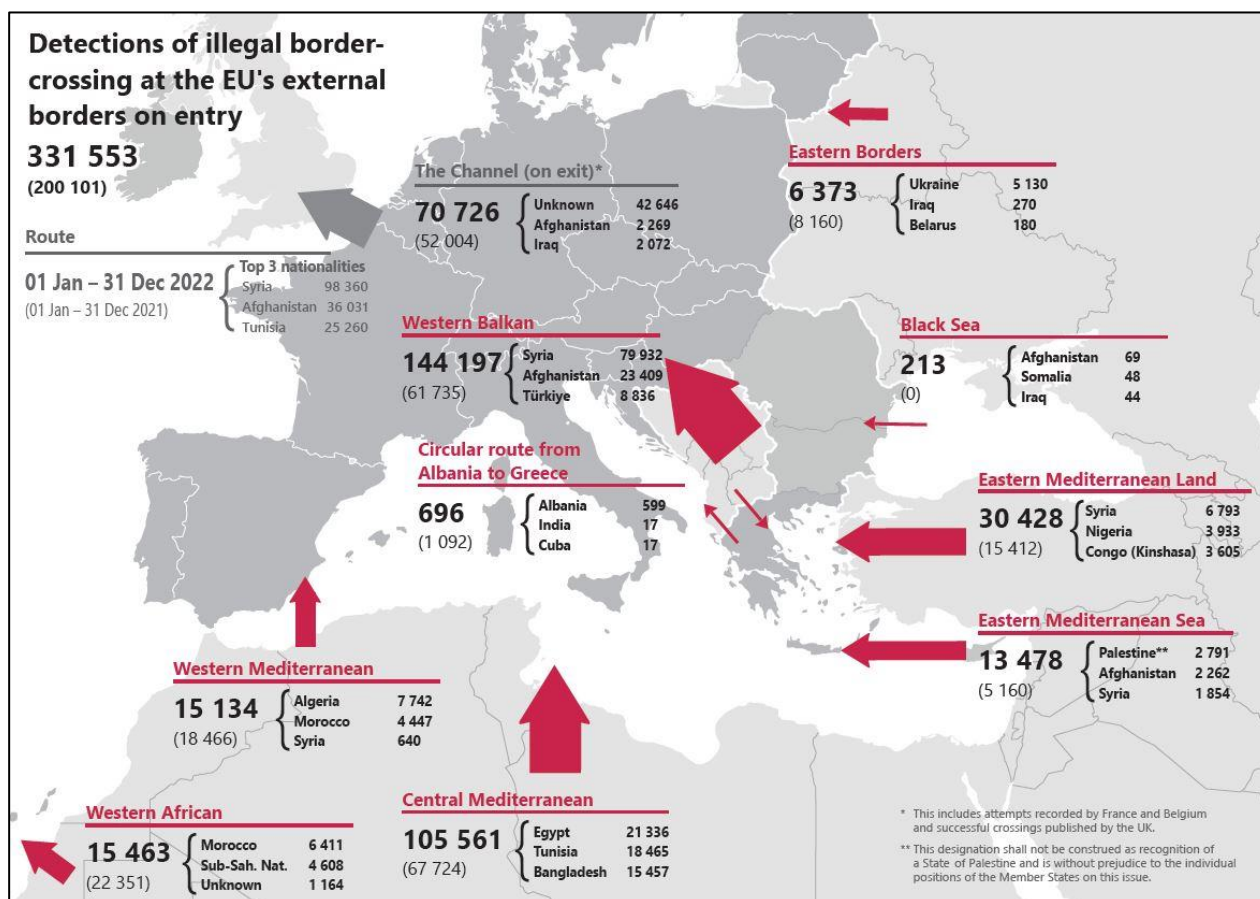 Detections of illegal border-
crossing at the EU's external
borders on entry
331 553
(200 101)
Route
01 Jan – 31 Dec 2022
(01 Jan – 31 Dec 2021)
Top 3 nationalities
Syria 98 360
Afghanistan 36 031
Tunisia 25 260
The Channel (on exit)*
70 726
(52 004)
Unknown 42 646
Afghanistan 2 269
Iraq 2 072
Eastern Borders
6 373
(8 160)
Ukraine 5 130
Iraq 270
Belarus 180
Western Balkan
144 197
(61 735)
Syria 79 932
Afghanistan 23 409
Türkiye 8 836
Black Sea
213
(0)
Afghanistan 69
Somalia 48
Iraq 44
Circular route from
Albania to Greece
696
(1 092)
Albania 599
India 17
Cuba 17
Eastern Mediterranean Land
30 428
(15 412)
Syria 6 793
Nigeria 3 933
Congo (Kinshasa) 3 605
Eastern Mediterranean Sea
13 478
(5 160)
Palestine** 2 791
Afghanistan 2 262
Syria 1 854
Western Mediterranean
15 134
(18 466)
Algeria 7 742
Morocco 4 447
Syria 640
Western African
15 463
(22 351)
Morocco 6 411
Sub-Sah. Nat. 4 608
Unknown 1 164
Central Mediterranean
105 561
(67 724)
Egypt 21 336
Tunisia 18 465
Bangladesh 15 457
* This includes attempts recorded by France and Belgium
and successful crossings published by the UK.
** This designation shall not be construed as recognition of
a State of Palestine and is without prejudice to the individual
positions of the Member States on this issue.